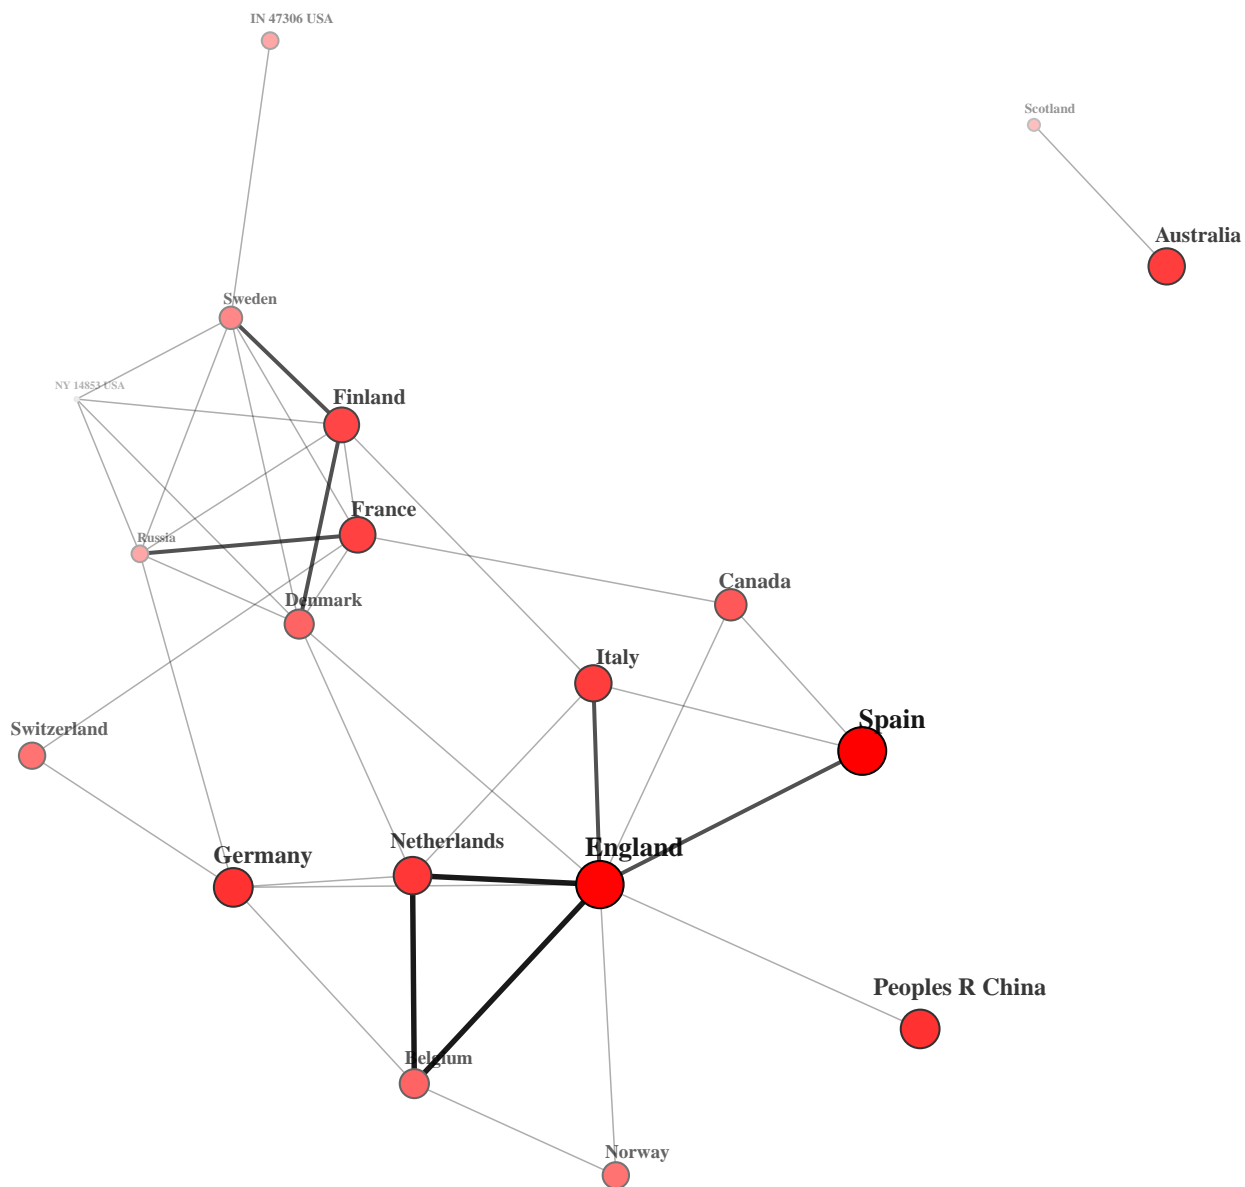 IN 47306 USA
Scotland
Australia
Sweden
NY 14853 USA
Finland
France
Russia
Canada
Denmark
Italy
Spain
Switzerland
Netherlands
England
Germany
Peoples R China
Belgium
Norway